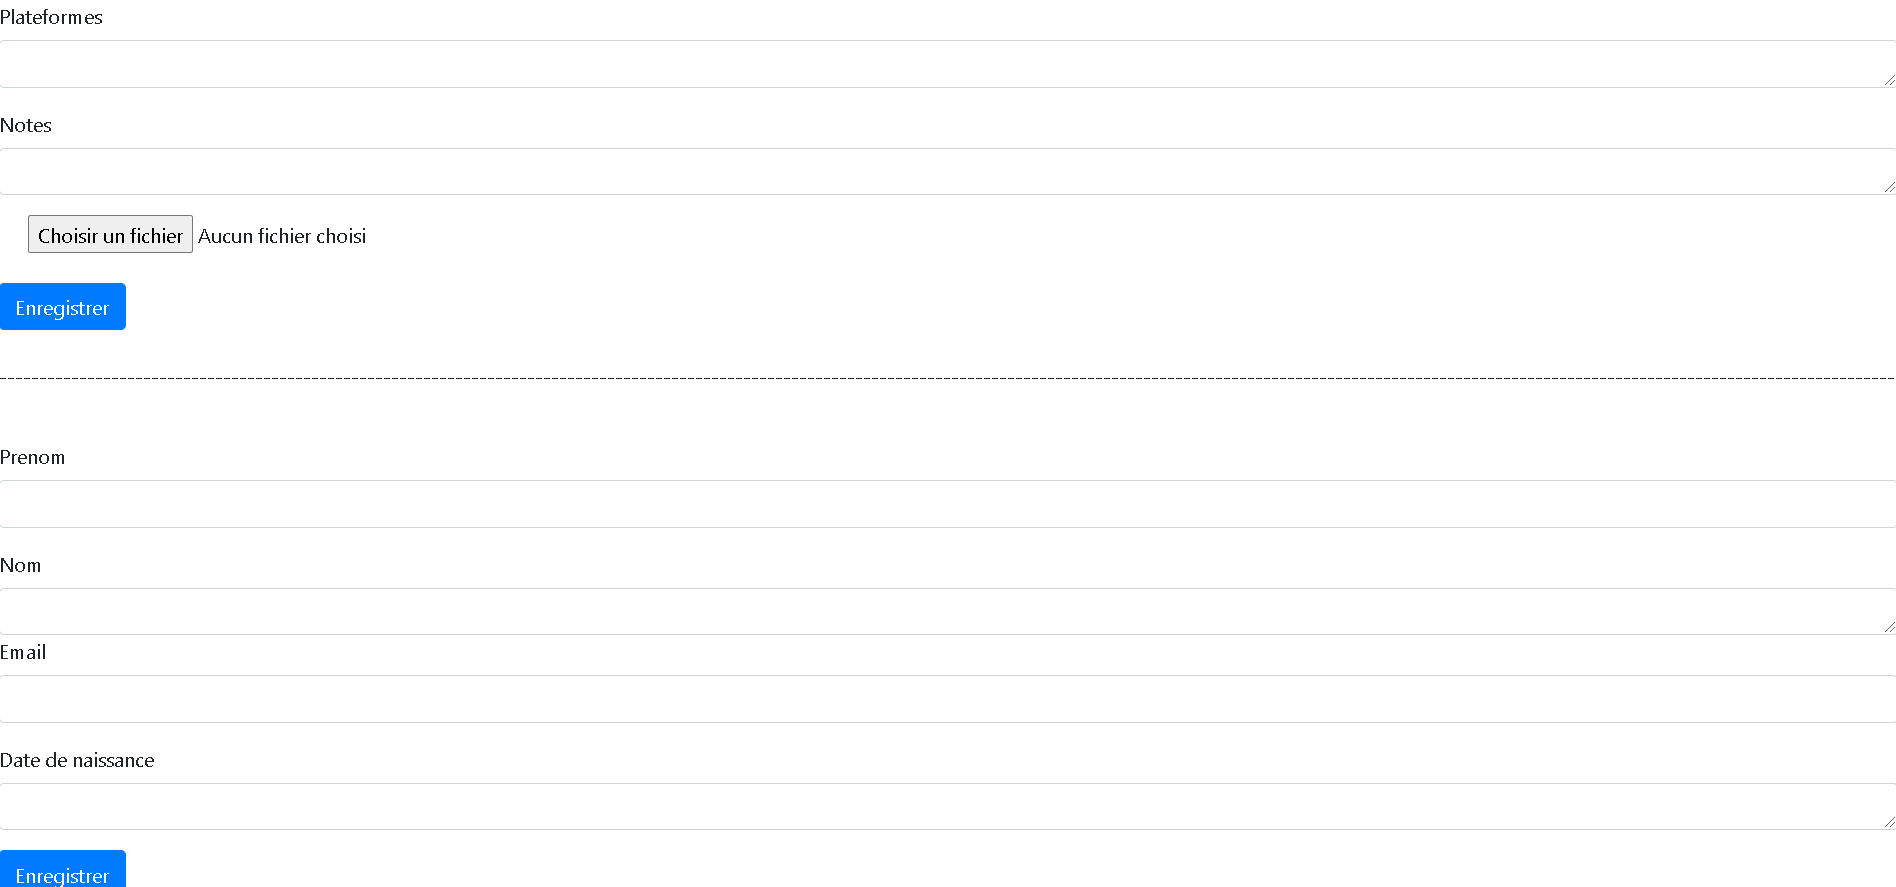 Plateformes
Notes
Choisir un fichier Aucun fichier choisi
Enregistrer
Prenom
Nom
Email
Date de naissance
Enregistrer